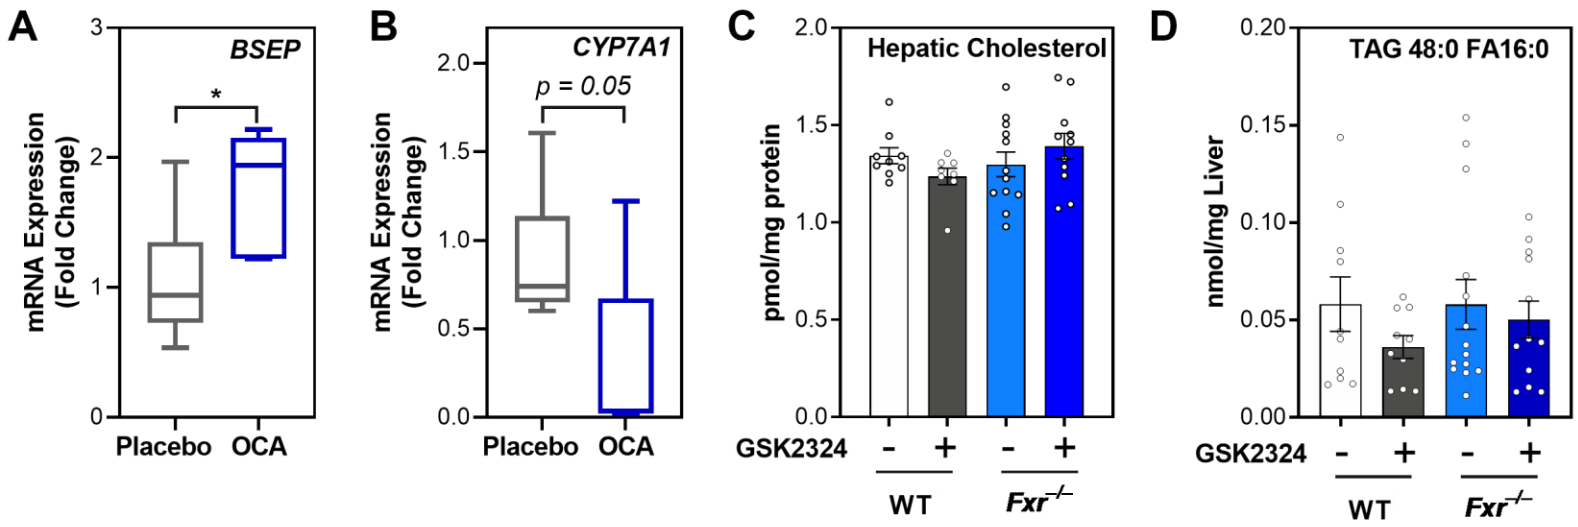 A
mRNA Expression
(Fold Change)
3
2
1
0
BSEP
*
Placebo OCA
B
mRNA Expression
(Fold Change)
2.0
1.5
1.0
0.5
0.0
CYP7A1
p = 0.05
Placebo OCA
C
pmol/mg protein
2.0
1.5
1.0
0.5
0.0
Hepatic Cholesterol
GSK2324 - + - +
WT Fxr–/–
D
nmol/mg Liver
0.20
0.15
0.10
0.05
0.00
TAG 48:0 FA16:0
GSK2324 - + - +
WT Fxr–/–